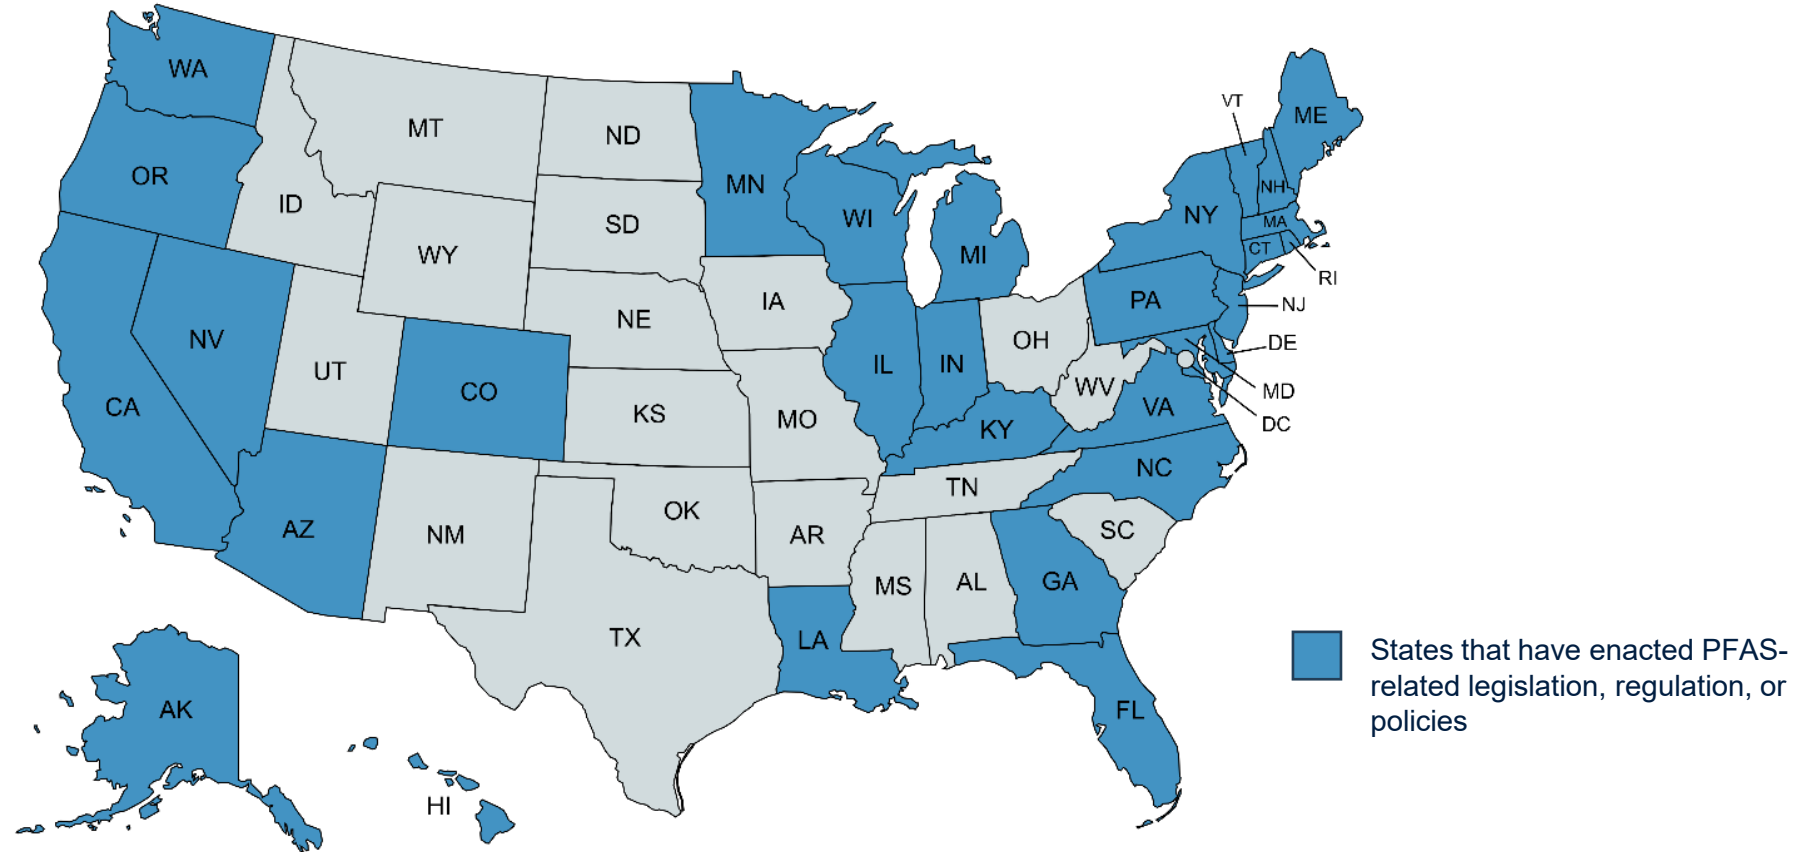 WA
MT
ND
MN
VT
ME
OR
ID
SD
WI
MI
NY
NH
MA
CT
RI
WY
IA
PA
NJ
NV
NE
OH
DE
UT
CO
IL
IN
WV
MD
CA
KS
MO
KY
VA
DC
AZ
NM
OK
AR
TN
NC
SC
MS
AL
GA
TX
LA
AK
HI
FL
States that have enacted PFAS-
related legislation, regulation, or
policies